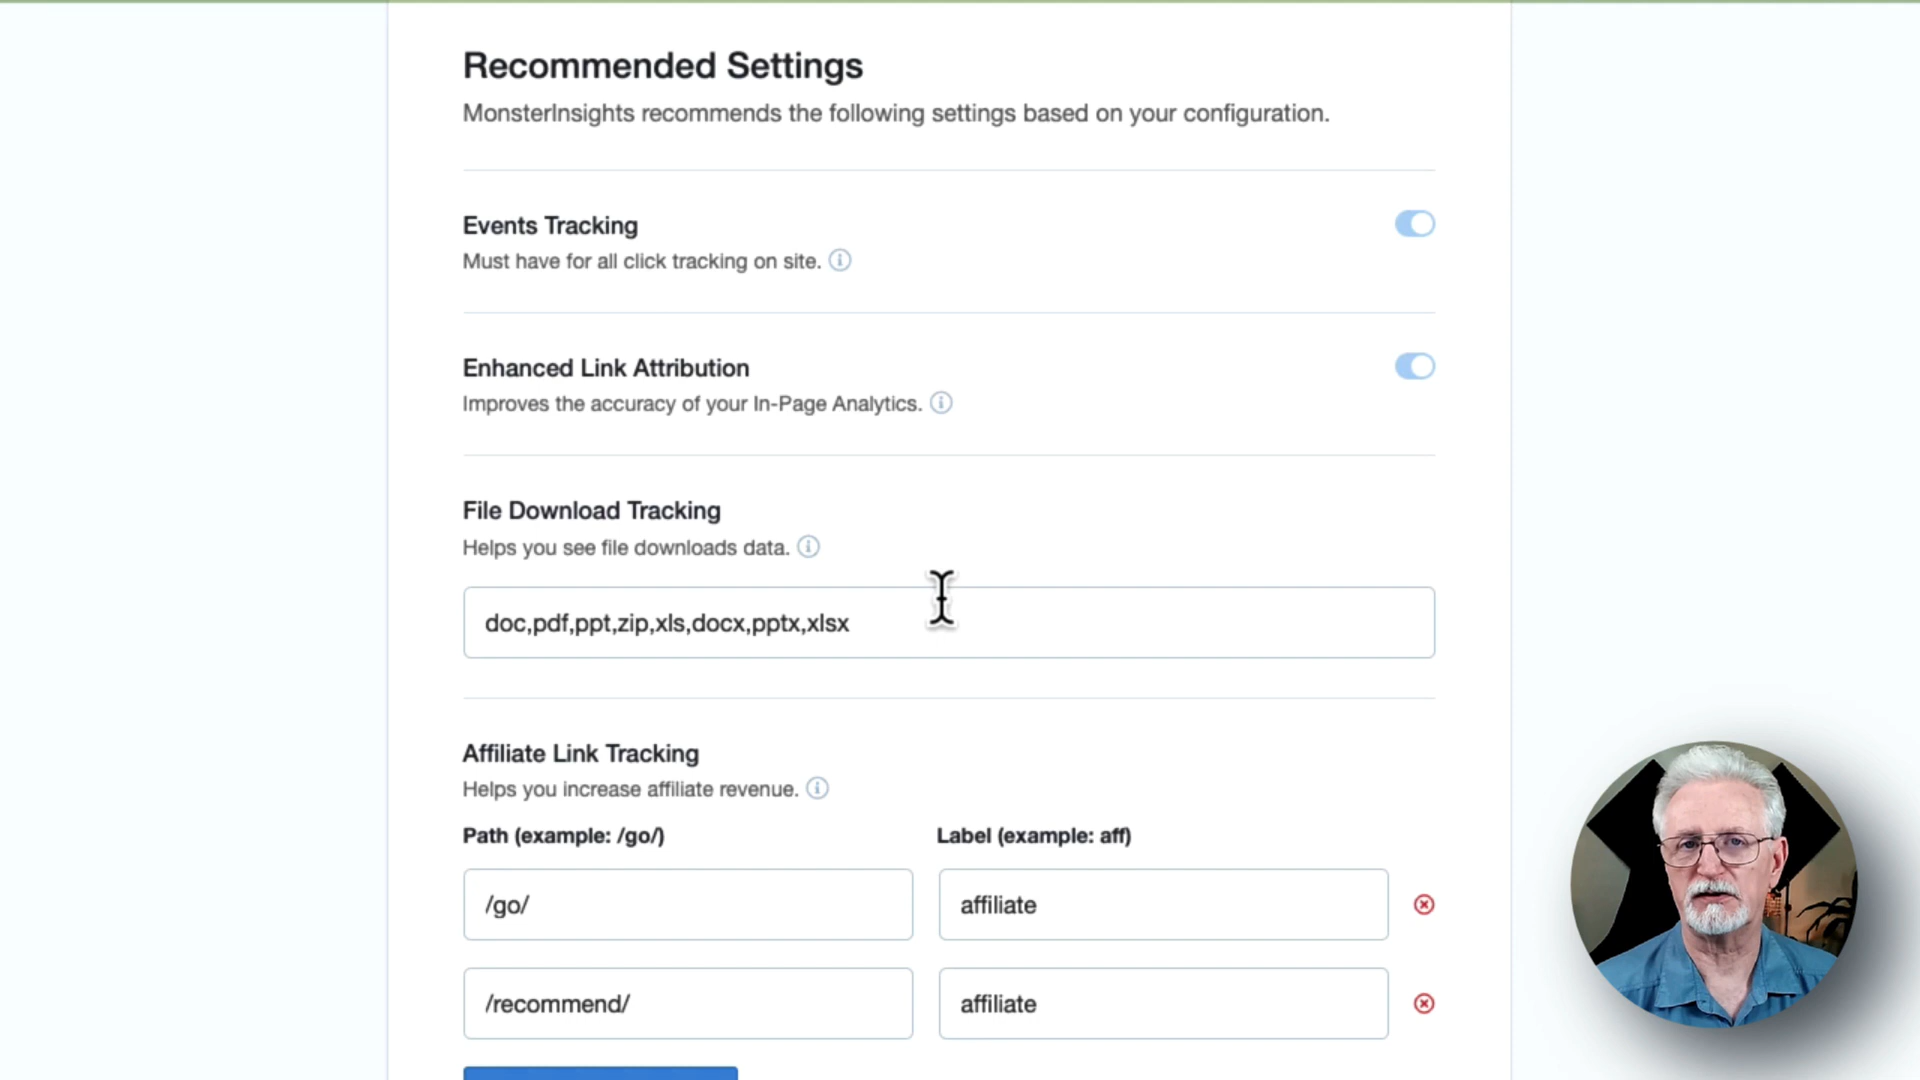 Recommended Settings
MonsterInsights recommends the following settings based on your configuration.
Events Tracking
Must have for all click tracking on site.
Enhanced Link Attribution
Improves the accuracy of your In-Page Analytics.
File Download Tracking
Helps you see file downloads data.
doc,pdf,ppt,zip,xls,docx,pptx,xlsx
Affiliate Link Tracking
Helps you increase affiliate revenue.
Path (example: /go/) Label (example: aff)
/go/ affiliate
/recommend/ affiliate